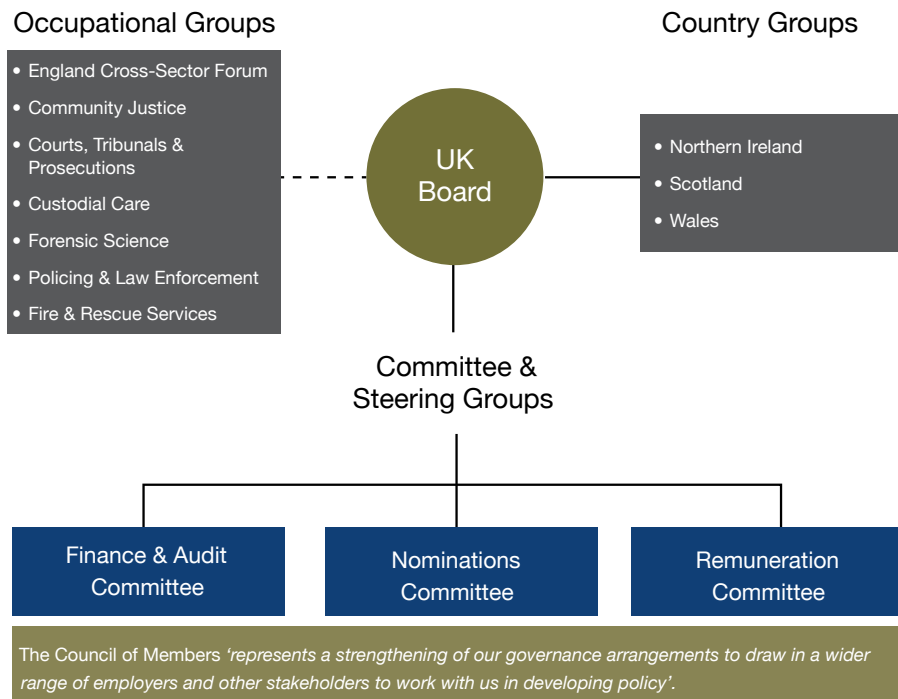 Occupational Groups
• England Cross-Sector Forum
• Community Justice
• Courts, Tribunals &
Prosecutions
• Custodial Care
• Forensic Science
• Policing & Law Enforcement
• Fire & Rescue Services
UK
Board
Country Groups
• Northern Ireland
• Scotland
• Wales
Committee &
Steering Groups
Finance & Audit
Committee
Nominations
Committee
Remuneration
Committee
The Council of Members ‘represents a strengthening of our governance arrangements to draw in a wider
range of employers and other stakeholders to work with us in developing policy’.